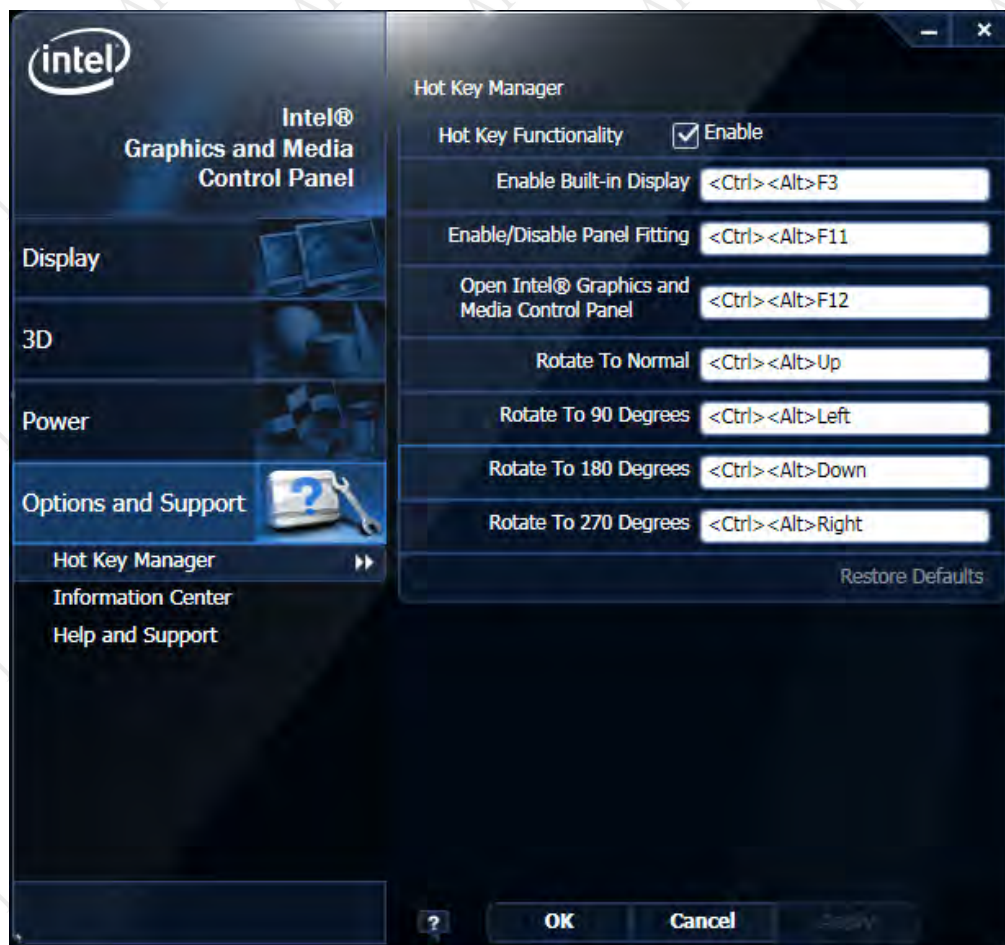 intel
Intel®
Graphics and Media
Control Panel
Display
3D
Power
Options and Support
Hot Key Manager
Information Center
Help and Support
Hot Key Manager
Hot Key Functionality Enable
Enable Built-in Display <Ctrl><Alt>F3
Enable/Disable Panel Fitting <Ctrl><Alt>F11
Open Intel® Graphics and
Media Control Panel <Ctrl><Alt>F12
Rotate To Normal <Ctrl><Alt>Up
Rotate To 90 Degrees <Ctrl><Alt>Left
Rotate To 180 Degrees <Ctrl><Alt>Down
Rotate To 270 Degrees <Ctrl><Alt>Right
Restore Defaults
? OK Cancel Apply